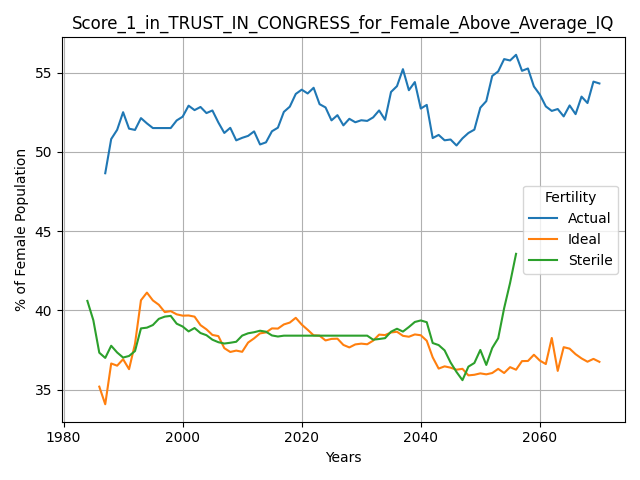 Score_1_in_TRUST_IN_CONGRESS_for_Female_Above_Average_IQ
% of Female Population
55
50
45
40
35
Fertility
Actual
Ideal
Sterile
1980
2000
2020
2040
2060
Years